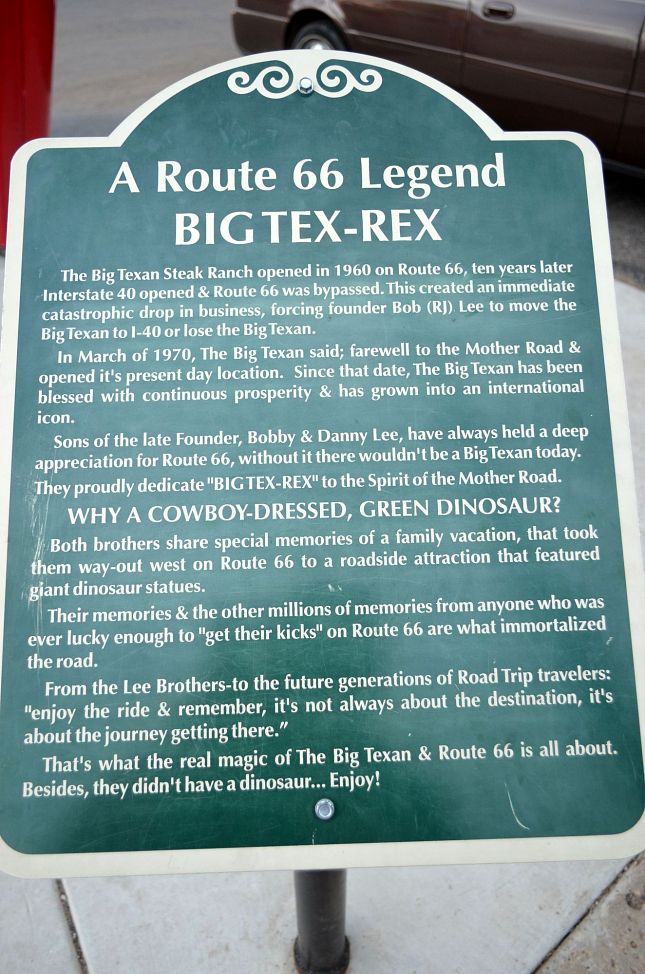 A Route 66 Legend
BIG TEX-REX
The Big Texan Steak Ranch opened in 1960 on Route 66, ten years later
Interstate 40 opened & Route 66 was bypassed. This created an immediate
catastrophic drop in business, forcing founder Bob (RJ) Lee to move the
Big Texan to I-40 or lose the Big Texan.
In March of 1970, The Big Texan said; farewell to the Mother Road &
opened it's present day location. Since that date, The Big Texan has been
blessed with continuous prosperity & has grown into an international
icon.
Sons of the late Founder, Bobby & Danny Lee, have always held a deep
appreciation for Route 66, without it there wouldn't be a Big Texan today.
They proudly dedicate "BIG TEX-REX" to the Spirit of the Mother Road.
WHY A COWBOY-DRESSED, GREEN DINOSAUR?
Both brothers share special memories of a family vacation, that took
them way-out west on Route 66 to a roadside attraction that featured
giant dinosaur statues.
Their memories & the other millions of memories from anyone who was
ever lucky enough to "get their kicks" on Route 66 are what immortalized
the road.
From the Lee Brothers-to the future generations of Road Trip travelers:
"enjoy the ride & remember, it's not always about the destination, it's
about the journey getting there.”
That's what the real magic of The Big Texan & Route 66 is all about.
Besides, they didn't have a dinosaur... Enjoy!